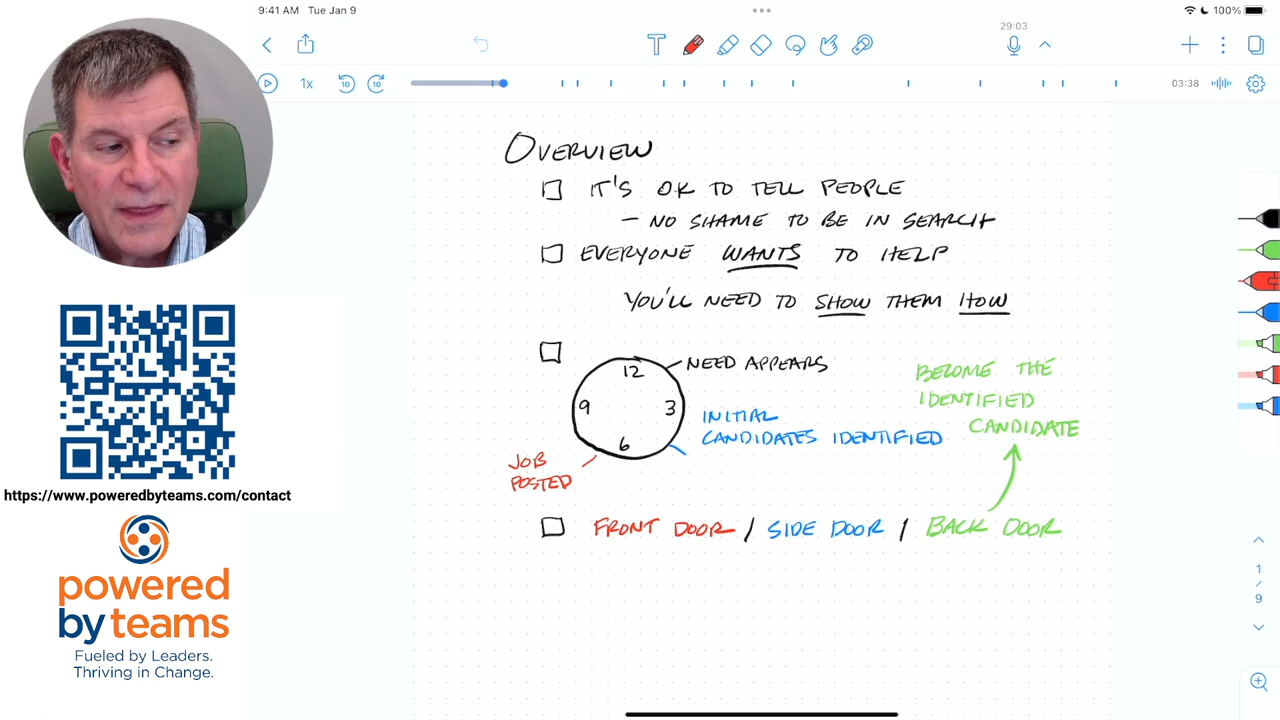 9:41 AM Tue Jan 9
100%
29:03
T
1x
10
10
03:38
OVERVIEW
IT'S OK TO TELL PEOPLE
- NO SHAME TO BE IN SEARCH
EVERYONE WANTS TO HELP
YOU'LL NEED TO SHOW THEM HOW
12
NEED APPEARS
9
3
6
INITIAL
CANDIDATES IDENTIFIED
JOB
POSTED
BECOME THE
IDENTIFIED
CANDIDATE
FRONT DOOR / SIDE DOOR / BACK DOOR
1
/
9
https://www.poweredbyteams.com/contact
powered
by teams
Fueled by Leaders.
Thriving in Change.